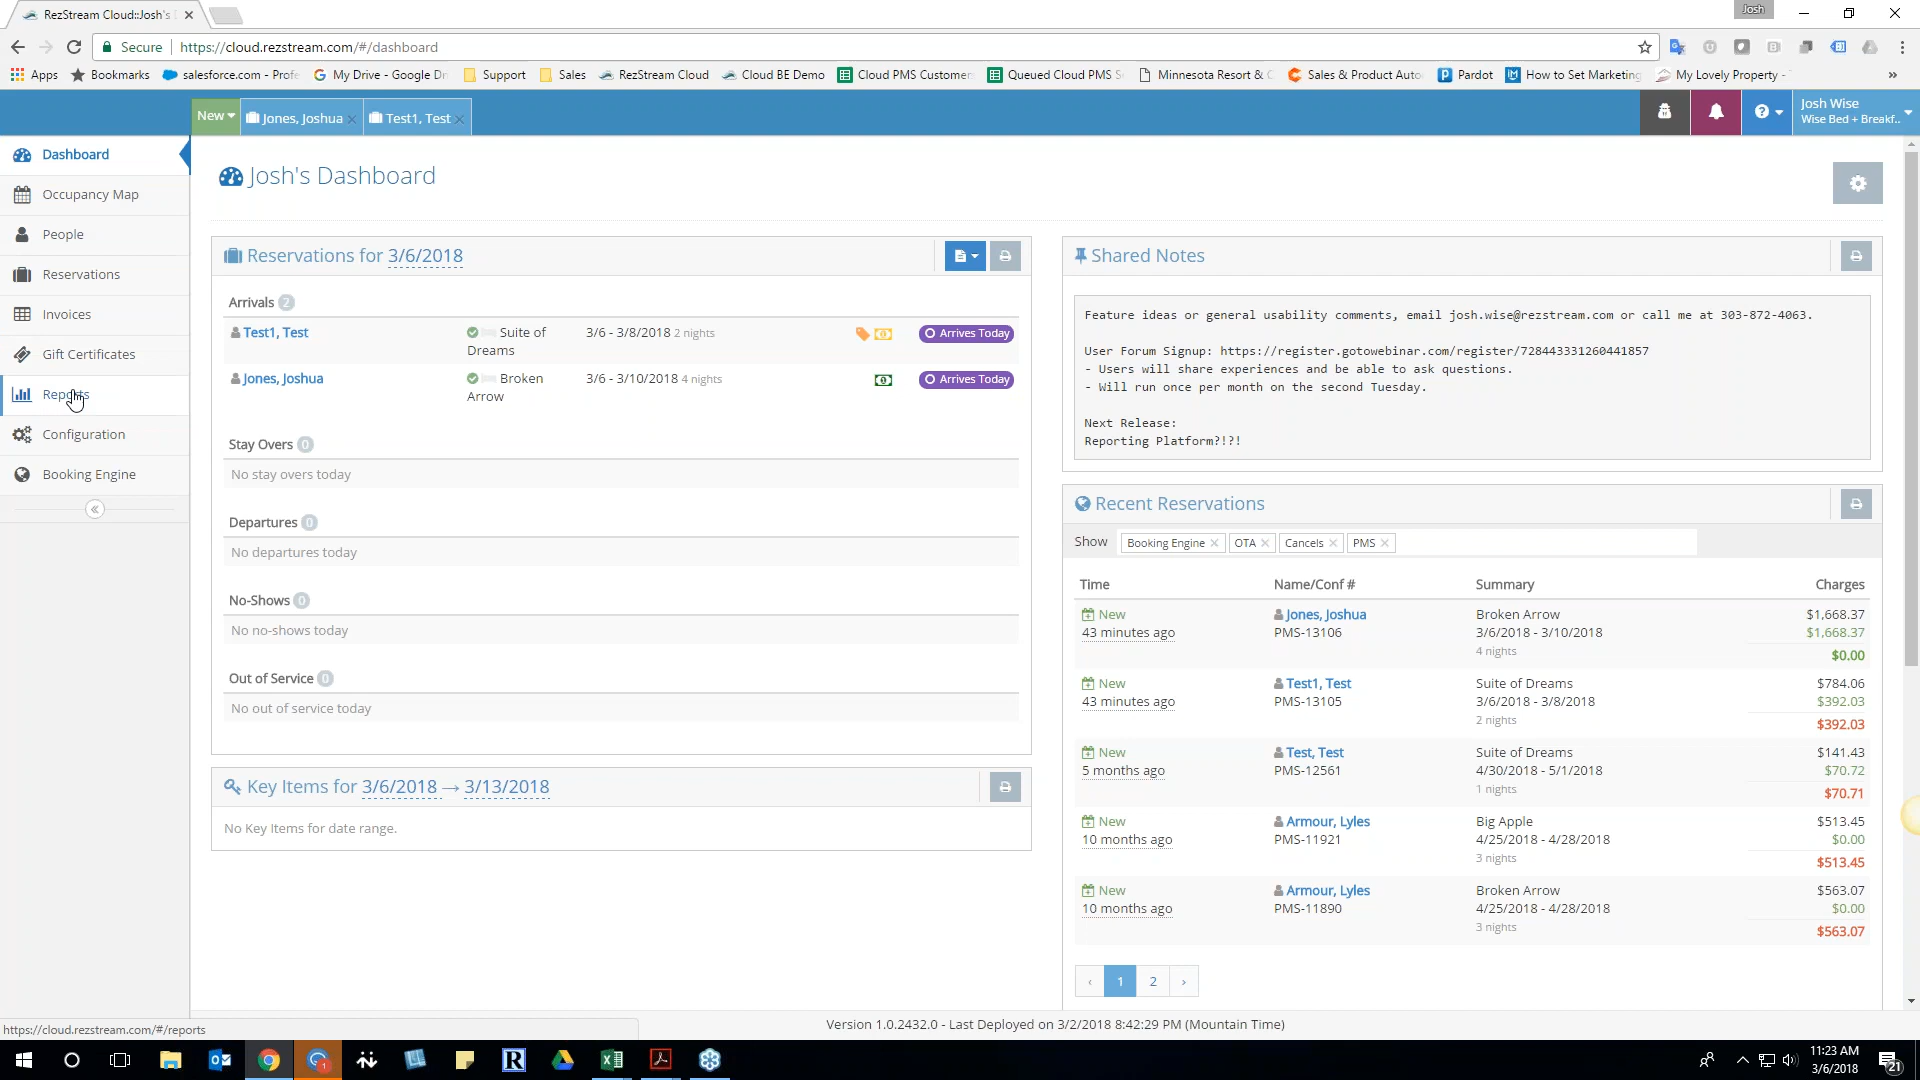 RezStream Cloud::Josh's
Josh
Secure
https://cloud.rezstream.com/#/dashboard
Apps
Bookmarks
salesforce.com - Profe
My Drive - Google Dri
Support
Sales
RezStream Cloud
Cloud BE Demo
Cloud PMS Customer
Queued Cloud PMS S
Minnesota Resort & C
Sales & Product Auto
Pardot
How to Set Marketing
My Lovely Property -
»
New
Jones, Joshua
Test1, Test
Josh Wise
Wise Bed + Breakf..
Dashboard
Occupancy Map
People
Reservations
Invoices
Gift Certificates
Reports
Configuration
Booking Engine
Josh's Dashboard
Reservations for 3/6/2018
Arrivals 2
Test1, Test
Suite of Dreams
3/6 - 3/8/2018 2 nights
Arrives Today
Jones, Joshua
Broken Arrow
3/6 - 3/10/2018 4 nights
Arrives Today
Stay Overs 0
No stay overs today
Departures 0
No departures today
No-Shows 0
No no-shows today
Out of Service 0
No out of service today
Key Items for 3/6/2018 → 3/13/2018
No Key Items for date range.
Shared Notes
Feature ideas or general usability comments, email josh.wise@rezstream.com or call me at 303-872-4063.
User Forum Signup: https://register.gotowebinar.com/register/728443331260441857
- Users will share experiences and be able to ask questions.
- Will run once per month on the second Tuesday.
Next Release:
Reporting Platform?!?!
Recent Reservations
Show Booking Engine OTA Cancels PMS
Time Name/Conf # Summary Charges
New Jones, Joshua Broken Arrow $1,668.37
43 minutes ago PMS-13106 3/6/2018 - 3/10/2018 $1,668.37
4 nights $0.00
New Test1, Test Suite of Dreams $784.06
43 minutes ago PMS-13105 3/6/2018 - 3/8/2018 $392.03
2 nights $392.03
New Test, Test Suite of Dreams $141.43
5 months ago PMS-12561 4/30/2018 - 5/1/2018 $70.72
1 nights $70.71
New Armour, Lyles Big Apple $513.45
10 months ago PMS-11921 4/25/2018 - 4/28/2018 $0.00
3 nights $513.45
New Armour, Lyles Broken Arrow $563.07
10 months ago PMS-11890 4/25/2018 - 4/28/2018 $0.00
3 nights $563.07
‹ 1 2 ›
https://cloud.rezstream.com/#/reports
Version 1.0.2432.0 - Last Deployed on 3/2/2018 8:42:29 PM (Mountain Time)
11:23 AM
3/6/2018
21